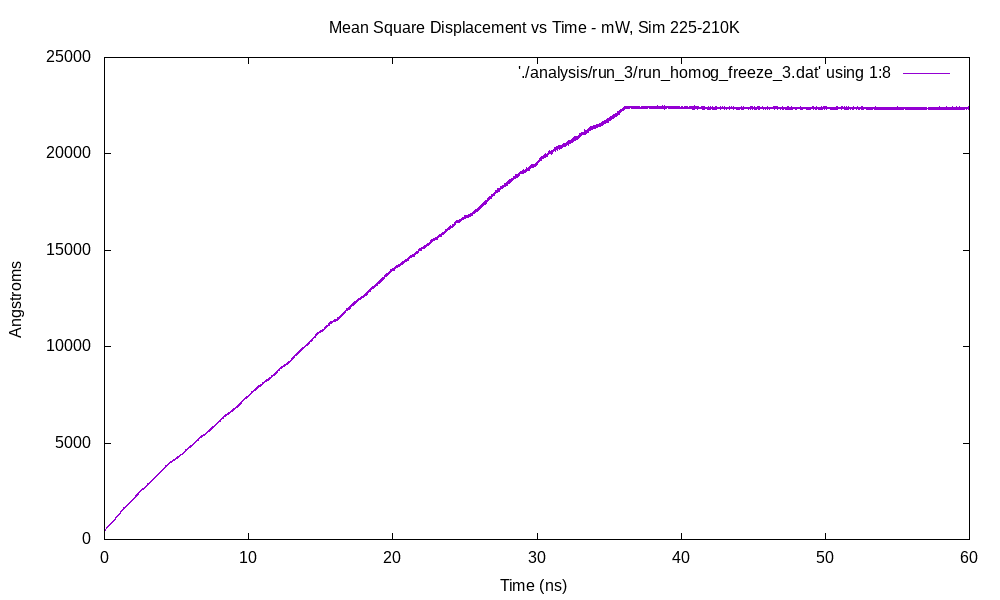 Mean Square Displacement vs Time - mW, Sim 225-210K
'./analysis/run_3/run_homog_freeze_3.dat' using 1:8
25000
20000
15000
10000
5000
0
Angstroms
0 10 20 30 40 50 60
Time (ns)